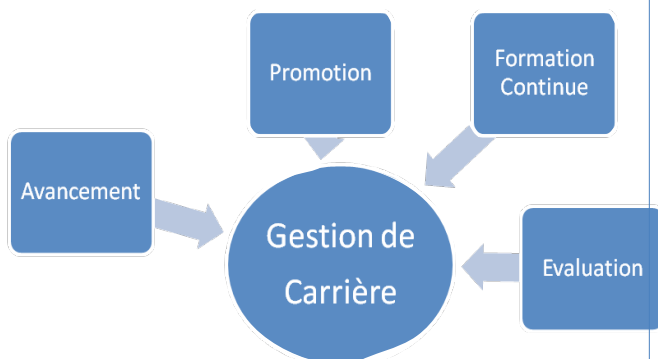 Promotion
Formation
Continue
Avancement
Gestion de
Carrière
Evaluation